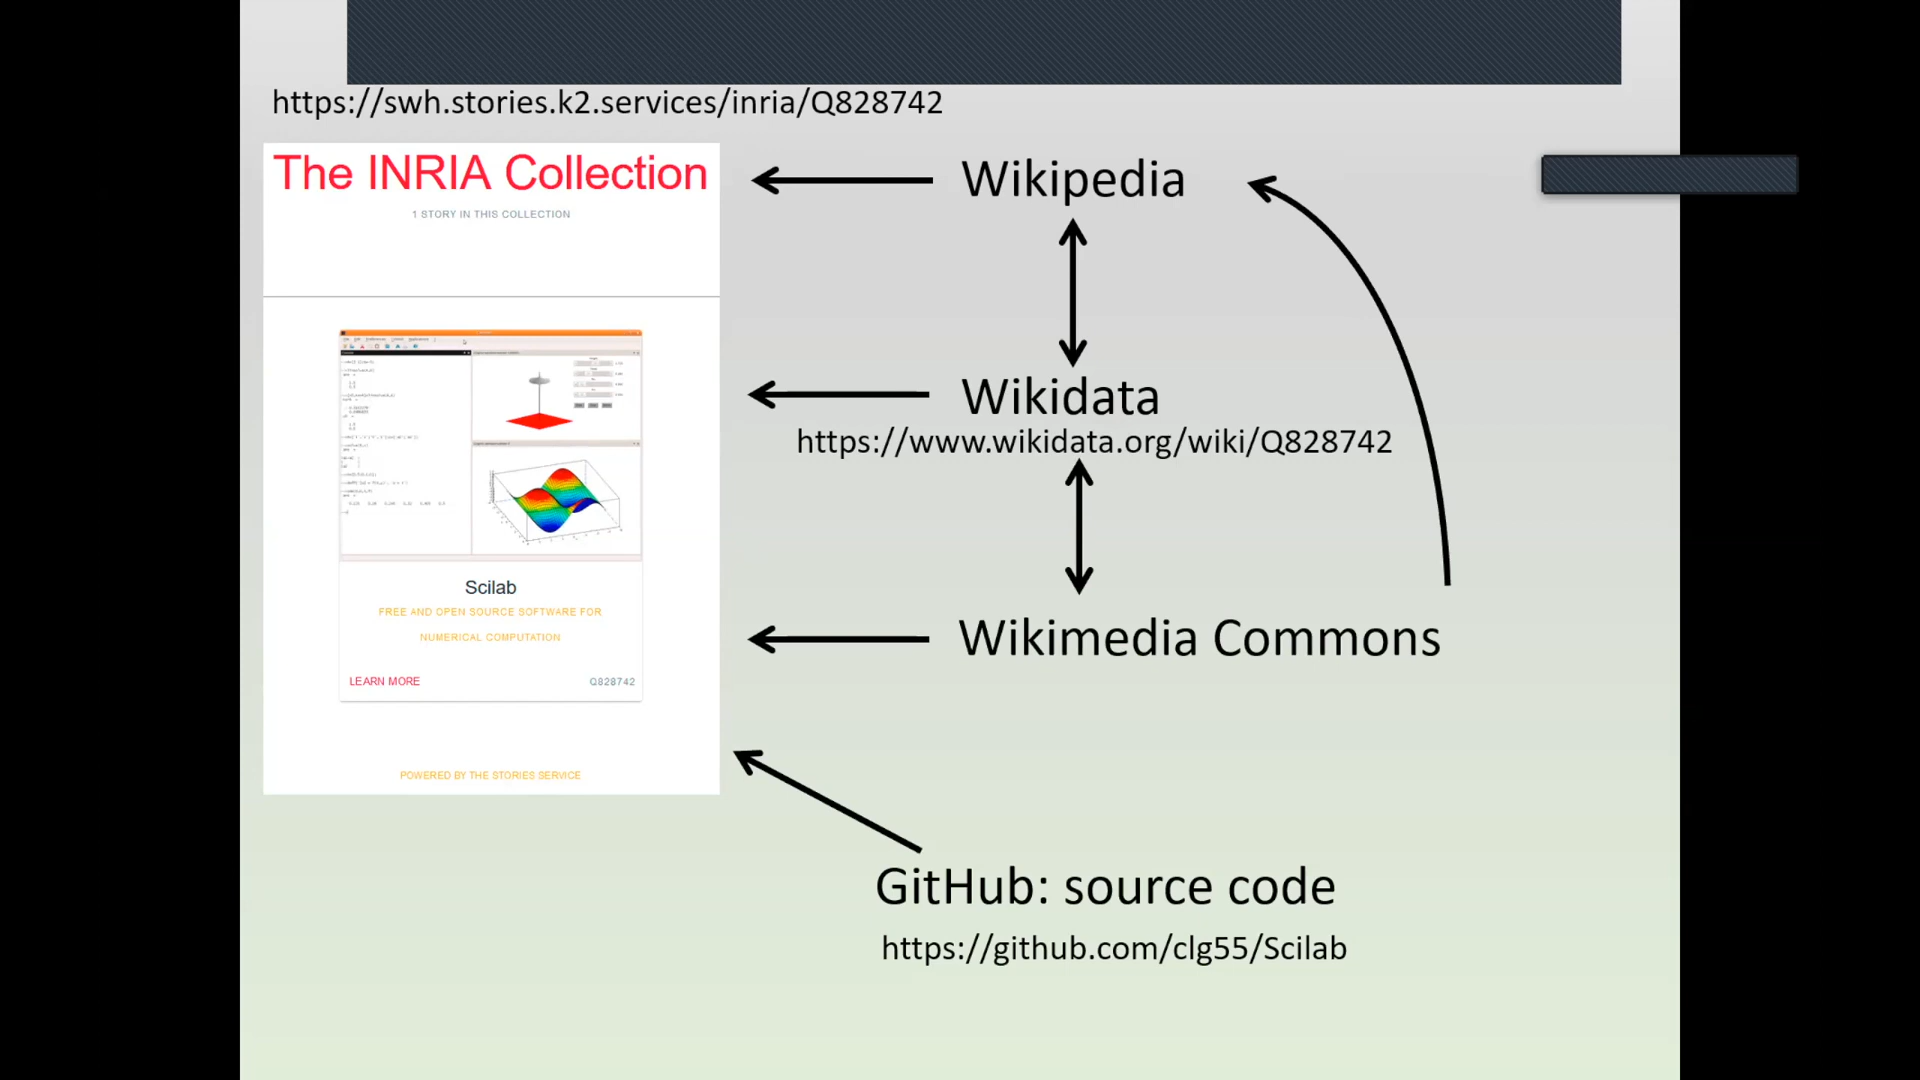 https://swh.stories.k2.services/inria/Q828742
The INRIA Collection
1 STORY IN THIS COLLECTION
Scilab
FREE AND OPEN SOURCE SOFTWARE FOR
NUMERICAL COMPUTATION
LEARN MORE
Q828742
POWERED BY THE STORIES SERVICE
Wikipedia
Wikidata
https://www.wikidata.org/wiki/Q828742
Wikimedia Commons
GitHub: source code
https://github.com/clg55/Scilab